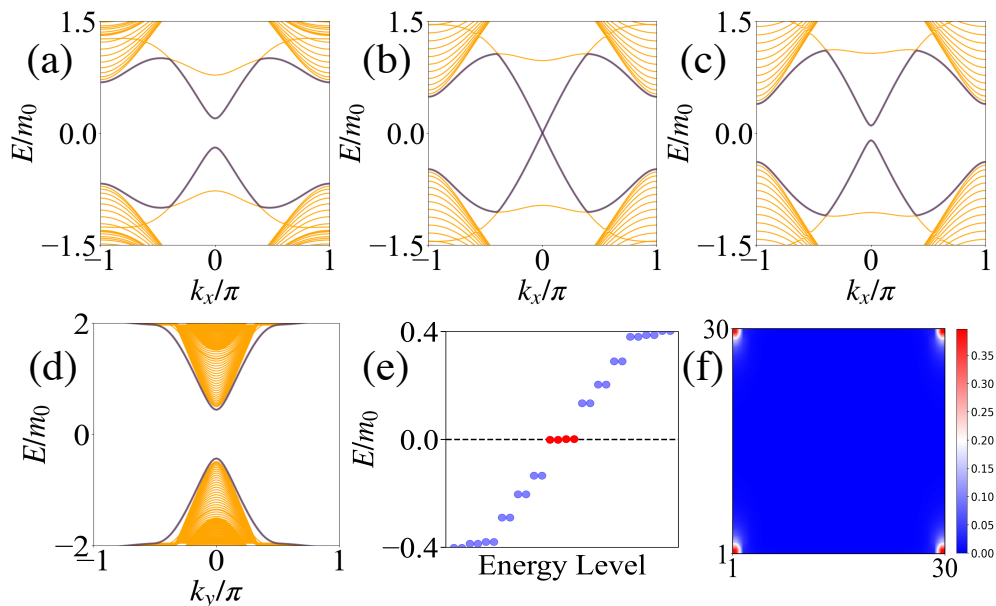 1.5
(a)
E/m₀
0.0
−1.5
−1
0
1
kₓ/π
1.5
(b)
E/m₀
0.0
−1.5
−1
0
1
kₓ/π
1.5
(c)
E/m₀
0.0
−1.5
−1
0
1
kₓ/π
2
(d)
E/m₀
0
−2
−1
0
1
k_y/π
0.4
(e)
E/m₀
0.0
−0.4
Energy Level
30
(f)
1
1
30
0.35
0.30
0.25
0.20
0.15
0.10
0.05
0.00